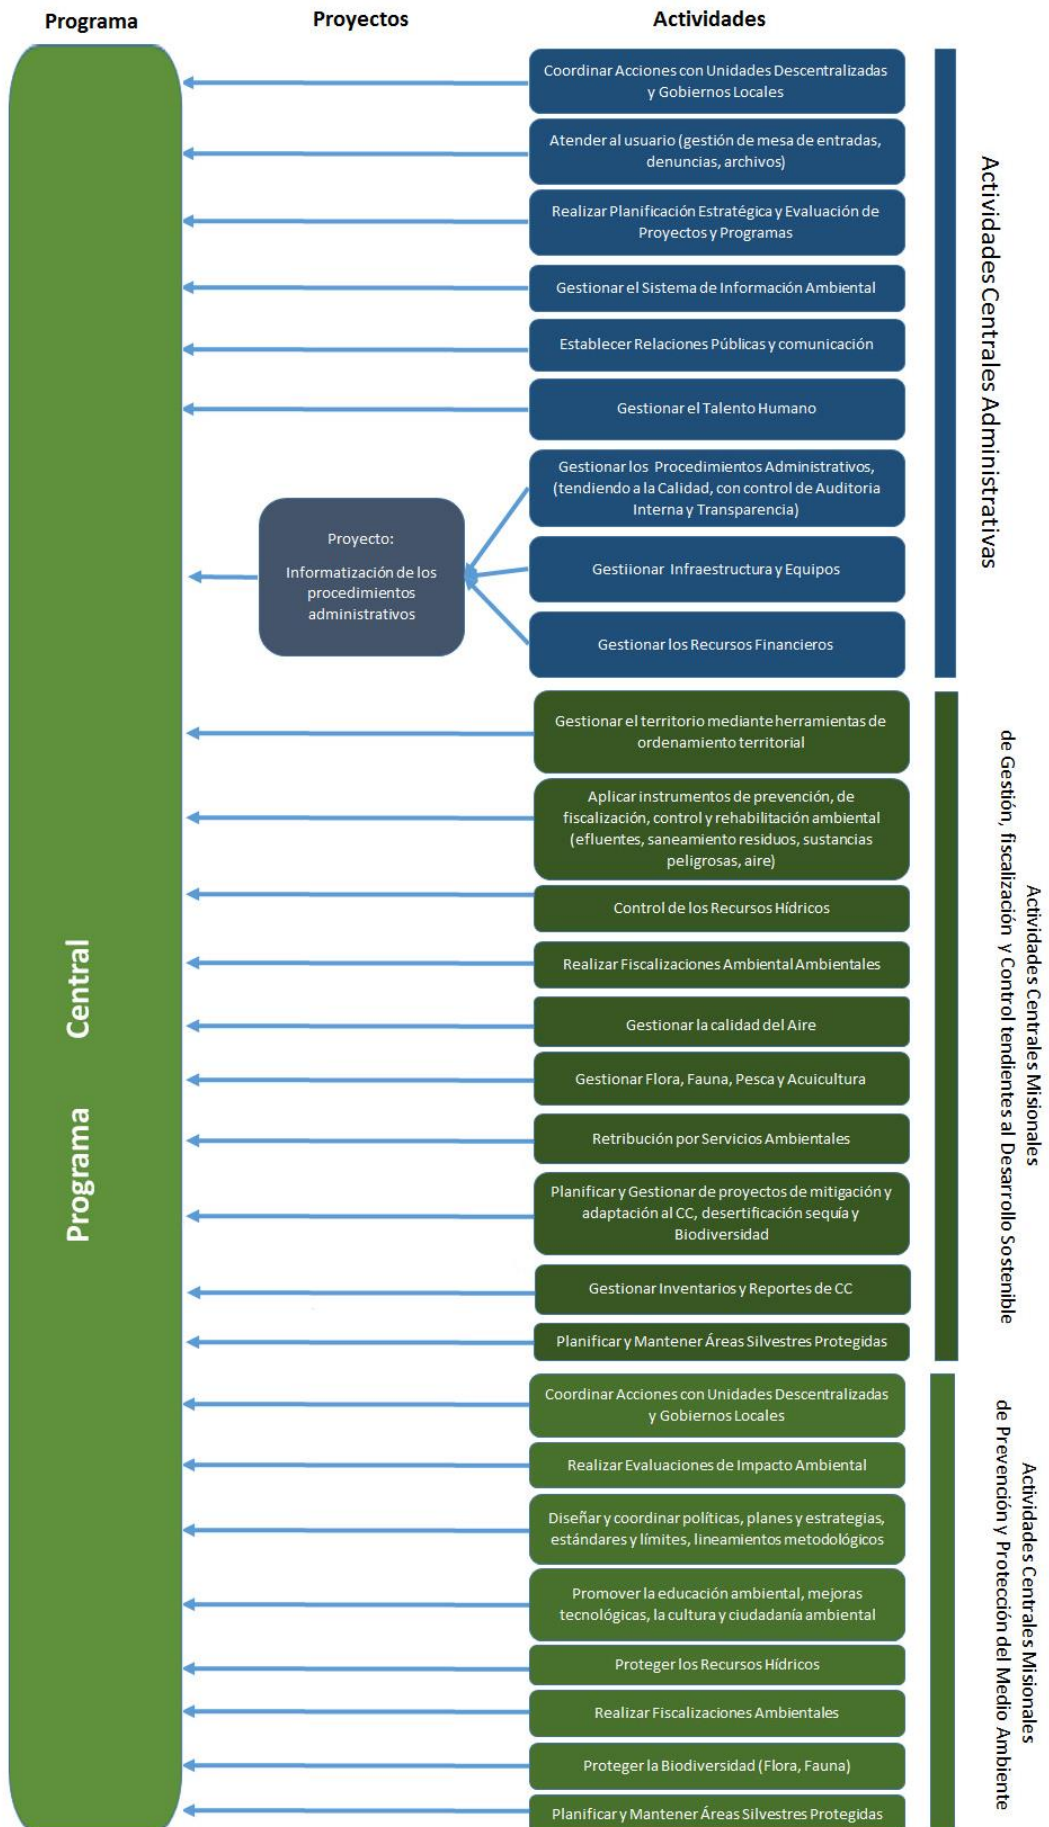 Programa
Proyectos
Actividades
Programa Central
Coordinar Acciones con Unidades Descentralizadas
y Gobiernos Locales
Atender al usuario (gestión de mesa de entradas,
denuncias, archivos)
Realizar Planificación Estratégica y Evaluación de
Proyectos y Programas
Gestionar el Sistema de Información Ambiental
Establecer Relaciones Públicas y comunicación
Gestionar el Talento Humano
Gestionar los Procedimientos Administrativos,
(tendiendo a la Calidad, con control de Auditoria
Interna y Transparencia)
Gestiionar Infraestructura y Equipos
Gestionar los Recursos Financieros
Proyecto:
Informatización de los
procedimientos
administrativos
Actividades Centrales Administrativas
Gestionar el territorio mediante herramientas de
ordenamiento territorial
Aplicar instrumentos de prevención, de
fiscalización, control y rehabilitación ambiental
(efluentes, saneamiento residuos, sustancias
peligrosas, aire)
Control de los Recursos Hídricos
Realizar Fiscalizaciones Ambiental Ambientales
Gestionar la calidad del Aire
Gestionar Flora, Fauna, Pesca y Acuicultura
Retribución por Servicios Ambientales
Planificar y Gestionar de proyectos de mitigación y
adaptación al CC, desertificación sequía y
Biodiversidad
Gestionar Inventarios y Reportes de CC
Planificar y Mantener Áreas Silvestres Protegidas
Actividades Centrales Misionales
de Gestión, fiscalización y Control tendientes al Desarrollo Sostenible
Coordinar Acciones con Unidades Descentralizadas
y Gobiernos Locales
Realizar Evaluaciones de Impacto Ambiental
Diseñar y coordinar políticas, planes y estrategias,
estándares y límites, lineamientos metodológicos
Promover la educación ambiental, mejoras
tecnológicas, la cultura y ciudadanía ambiental
Proteger los Recursos Hídricos
Realizar Fiscalizaciones Ambientales
Proteger la Biodiversidad (Flora, Fauna)
Planificar y Mantener Áreas Silvestres Protegidas
Actividades Centrales Misionales
de Prevención y Protección del Medio Ambiente